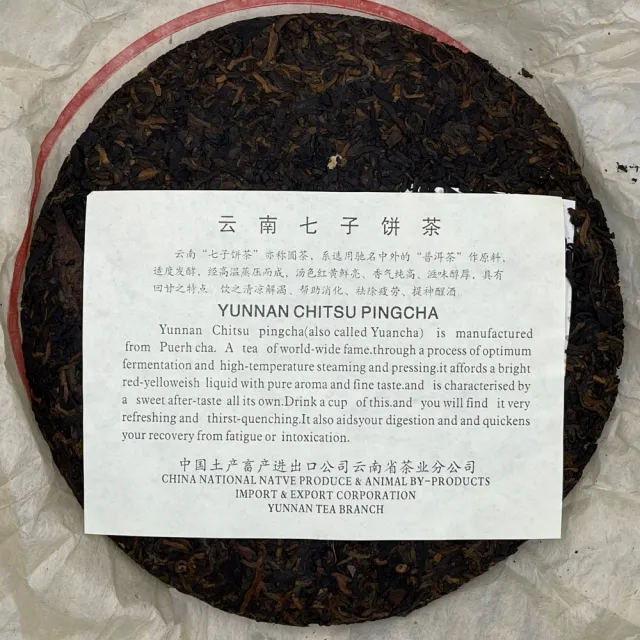 云南七子饼茶
云南“七子饼茶”亦称圆茶，系选用驰名中外的“普洱茶”作原料，
适度发酵，经高温蒸压而成，汤色红黄鲜亮，香气纯高，滋味醇厚，具有
回甘之特点，饮之清凉解渴，帮助消化，祛除疲劳，提神醒酒。
YUNNAN CHITSU PINGCHA
Yunnan Chitsu pingcha(also called Yuancha) is manufactured
from Puerh cha. A tea of world-wide fame.through a process of optimum
fermentation and high-temperature steaming and pressing.it affords a bright
red-yelloweish liquid with pure aroma and fine taste.and is characterised by
a sweet after-taste all its own.Drink a cup of this.and you will find it very
refreshing and thirst-quenching.It also aidsyour digestion and and quickens
your recovery from fatigue or intoxication.
中国土产畜产进出口公司云南省茶业分公司
CHINA NATIONAL NATVE PRODUCE & ANIMAL BY-PRODUCTS
IMPORT & EXPORT CORPORATION
YUNNAN TEA BRANCH